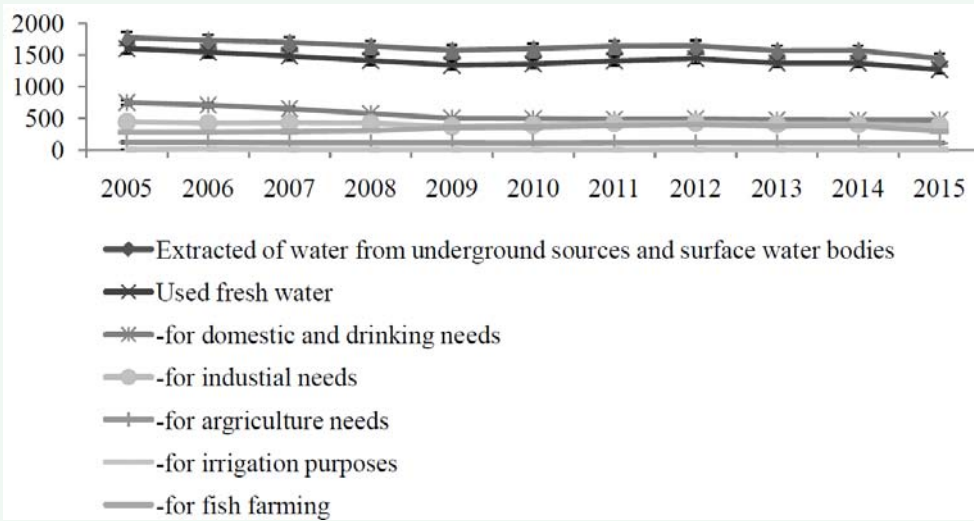 2000
1500
1000
500
0
2005 2006 2007 2008 2009 2010 2011 2012 2013 2014 2015
Extracted of water from underground sources and surface water bodies
Used fresh water
-for domestic and drinking needs
-for industial needs
-for argriculture needs
-for irrigation purposes
-for fish farming